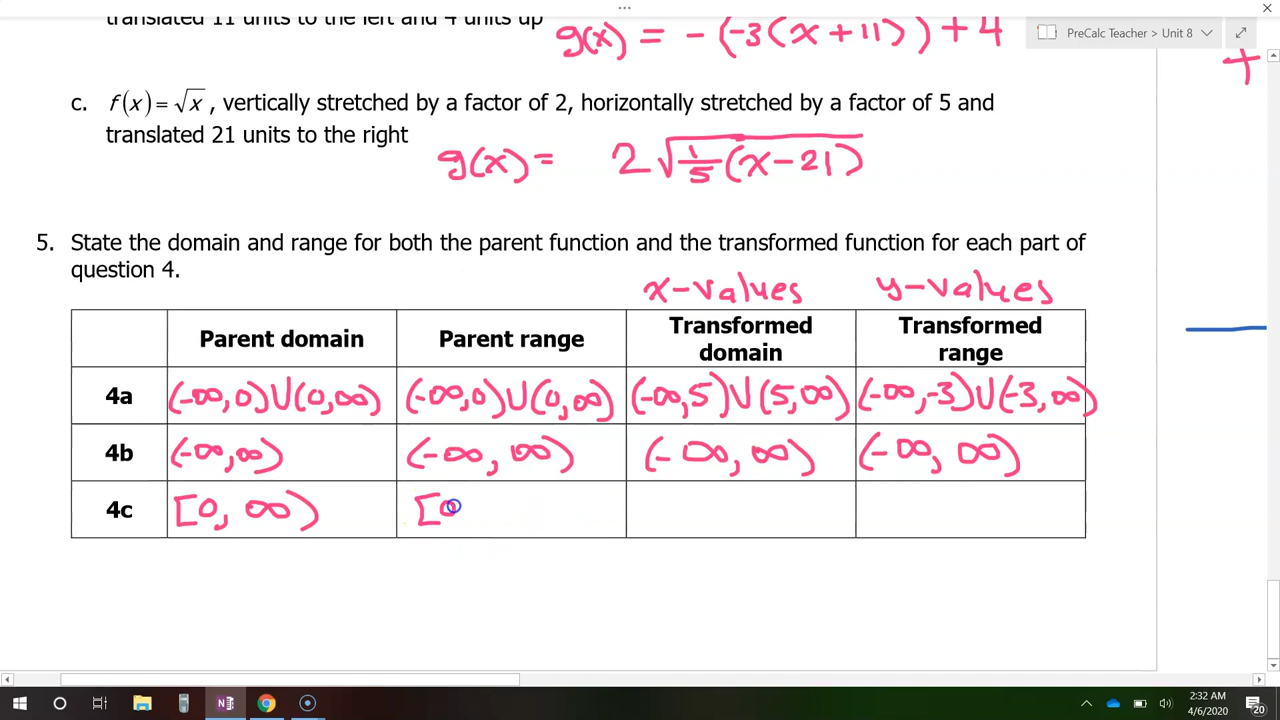 translated 11 units to the left and 4 units up
g(x) = - (-3(x+11)) + 4
PreCalc Teacher > Unit 8
+
c. f(x) = √x , vertically stretched by a factor of 2, horizontally stretched by a factor of 5 and
translated 21 units to the right
g(x) = 2√(1/5(x-21))
5. State the domain and range for both the parent function and the transformed function for each part of
question 4.
x-values y-values
Parent domain Parent range Transformed domain Transformed range
4a (-∞,0)U(0,∞) (-∞,0)U(0,∞) (-∞,5)U(5,∞) (-∞,-3)U(-3,∞)
4b (-∞,∞) (-∞,∞) (-∞,∞) (-∞,∞)
4c [0,∞) [0
2:32 AM
4/6/2020
20